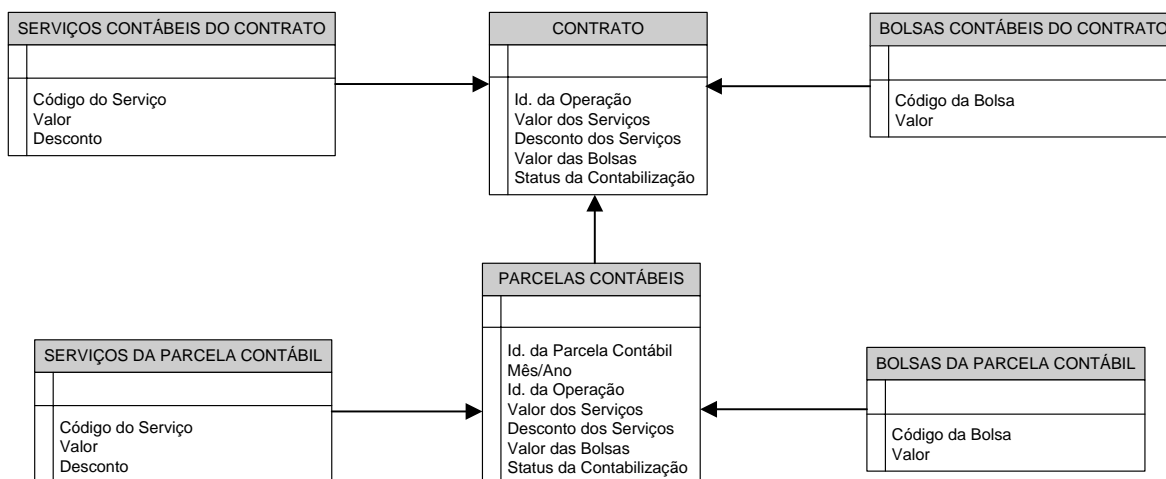 SERVIÇOS CONTÁBEIS DO CONTRATO
Código do Serviço
Valor
Desconto
CONTRATO
Id. da Operação
Valor dos Serviços
Desconto dos Serviços
Valor das Bolsas
Status da Contabilização
BOLSAS CONTÁBEIS DO CONTRATO
Código da Bolsa
Valor
SERVIÇOS DA PARCELA CONTÁBIL
Código do Serviço
Valor
Desconto
PARCELAS CONTÁBEIS
Id. da Parcela Contábil
Mês/Ano
Id. da Operação
Valor dos Serviços
Desconto dos Serviços
Valor das Bolsas
Status da Contabilização
BOLSAS DA PARCELA CONTÁBIL
Código da Bolsa
Valor